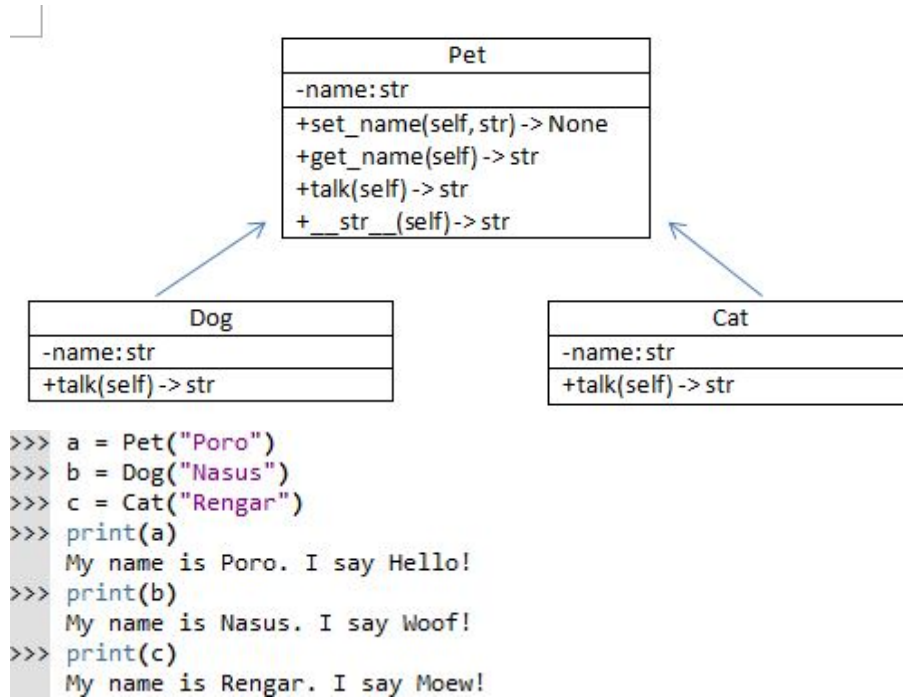 Pet
-name:str
+set_name(self, str) -> None
+get_name(self) -> str
+talk(self) -> str
+__str__(self) -> str
Dog
-name:str
+talk(self) -> str
Cat
-name:str
+talk(self) -> str
>>> a = Pet("Poro")
>>> b = Dog("Nasus")
>>> c = Cat("Rengar")
>>> print(a)
My name is Poro. I say Hello!
>>> print(b)
My name is Nasus. I say Woof!
>>> print(c)
My name is Rengar. I say Moew!